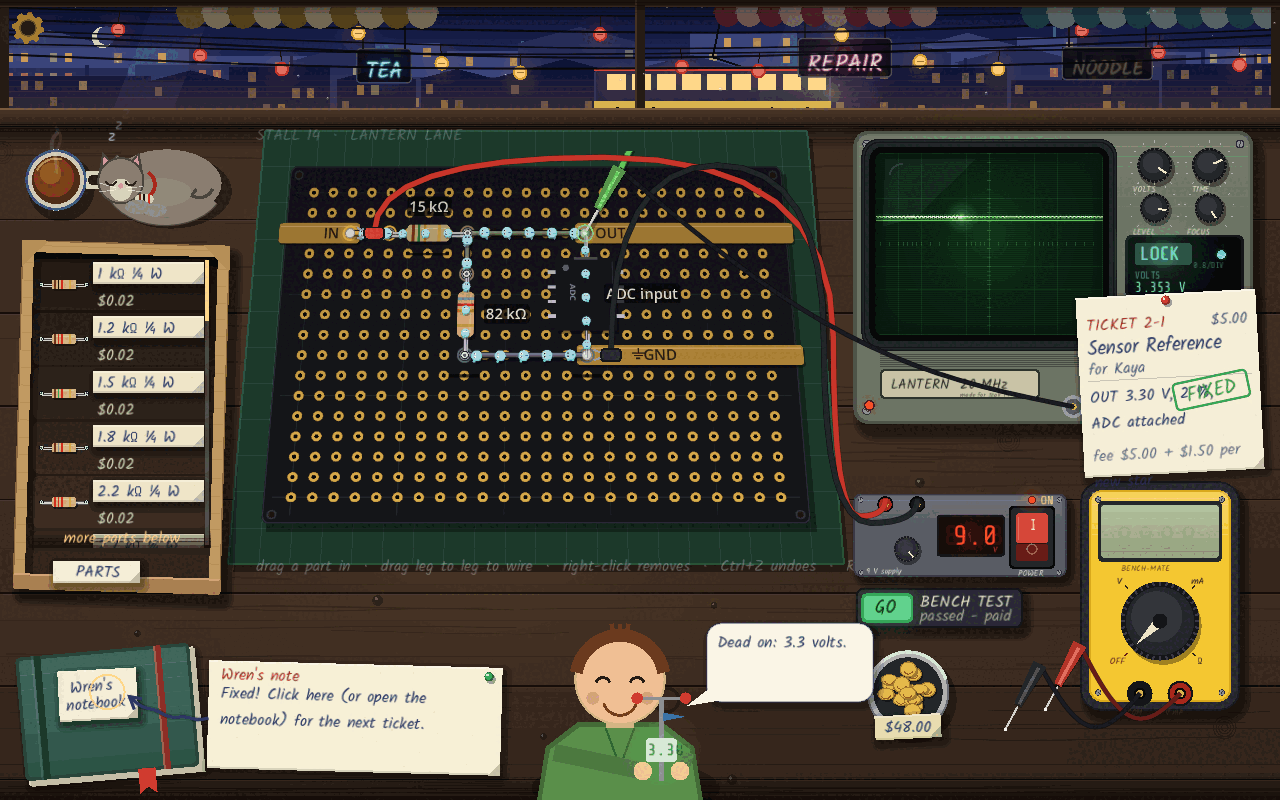 TEA
REPAIR
NOODLE
STALL 19 · LANTERN LANE
z
z
15 kΩ
IN
OUT
ADC
ADC input
82 kΩ
GND
VOLTS
TIME
LEVEL
FOCUS
LOCK
VOLTS
3.353 V
LANTERN 20 MHz
TICKET 2-1 $5.00
Sensor Reference
for Kaya
OUT 3.30 V,
FIXED
ADC attached
fee $5.00 + $1.50 per
1 kΩ ¼ W
$0.02
1.2 kΩ ¼ W
$0.02
1.5 kΩ ¼ W
$0.02
1.8 kΩ ¼ W
$0.02
2.2 kΩ ¼ W
$0.02
more parts below
PARTS
drag a part in · drag leg to leg to wire · right-click removes · Ctrl+Z undoes
ON
9.0
V
9 V supply
POWER
I
GO
BENCH TEST
passed - paid
BENCH-MATE
V
mA
OFF
Ω
Wren's
notebook
Wren's note
Fixed! Click here (or open the
notebook) for the next ticket.
Dead on: 3.3 volts.
$48.00